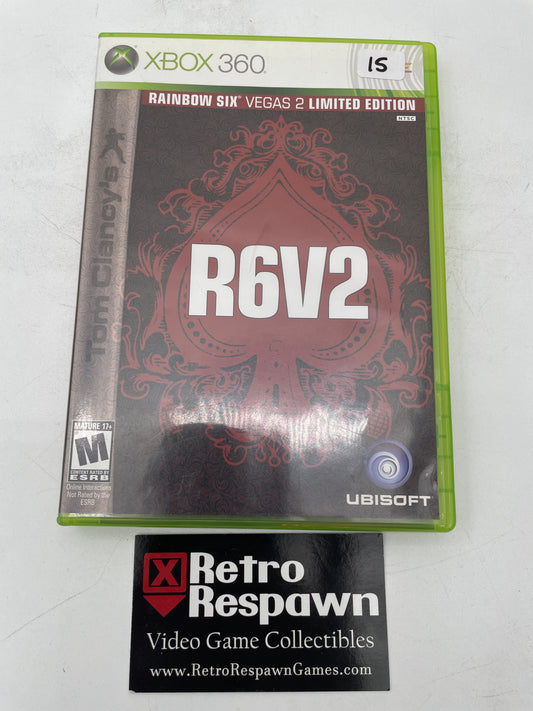 XBOX 360
15
RAINBOW SIX® VEGAS 2 LIMITED EDITION
NTSC
Tom Clancy's
R6V2
MATURE 17+
M
CONTENT RATED BY
ESRB
Online Interactions
Not Rated by the
ESRB
UBISOFT
Retro
Respawn
Video Game Collectibles
www.RetroRespawnGames.com